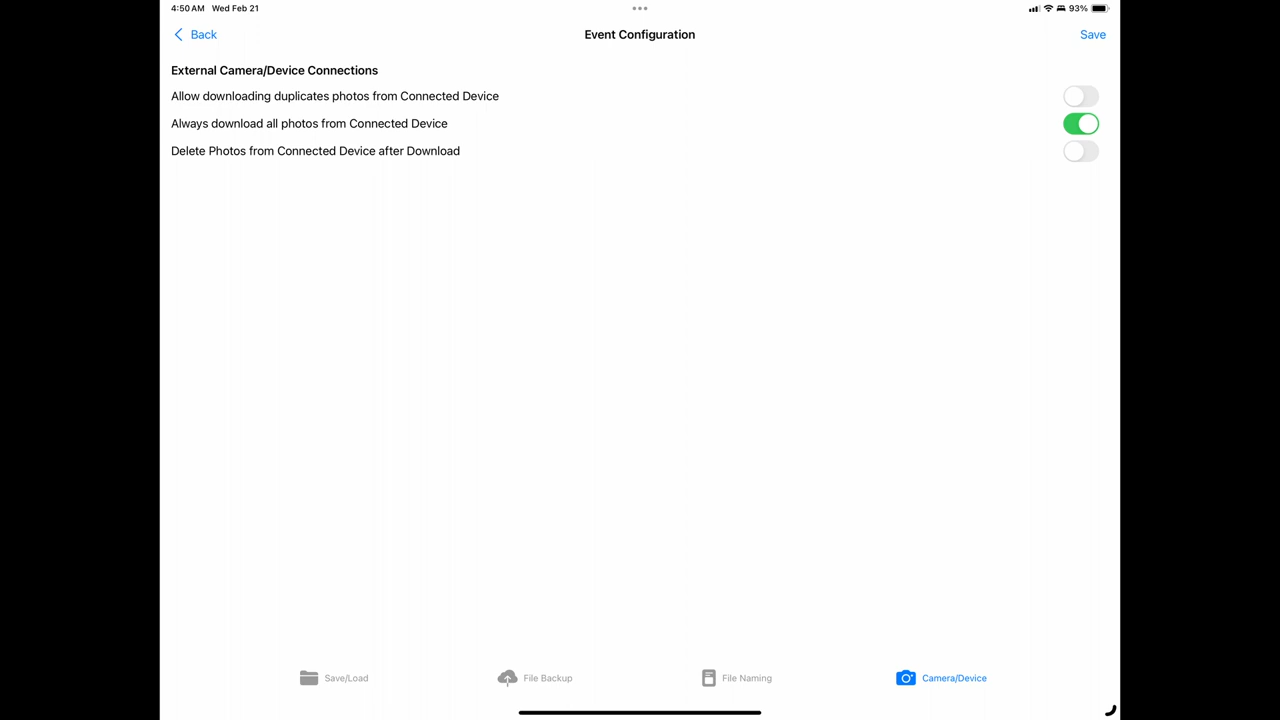 4:50 AM Wed Feb 21
93%
Back
Event Configuration
Save
External Camera/Device Connections
Allow downloading duplicates photos from Connected Device
Always download all photos from Connected Device
Delete Photos from Connected Device after Download
Save/Load
File Backup
File Naming
Camera/Device